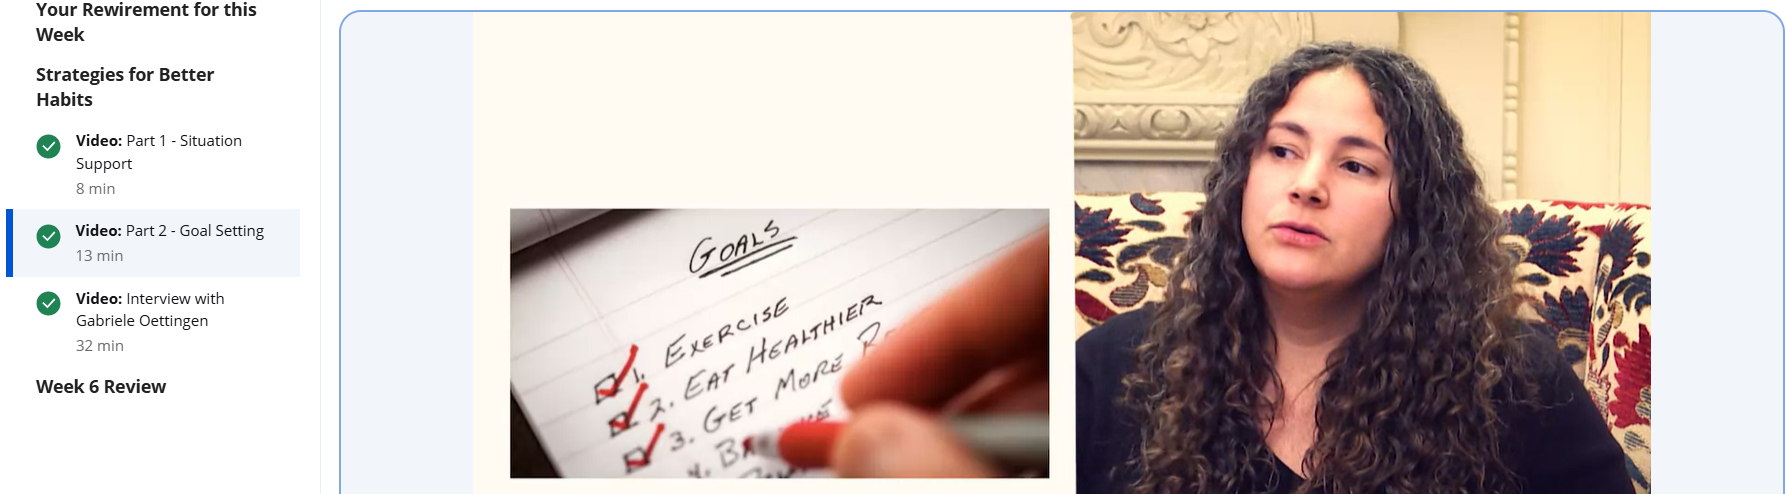 Your Rewirement for this
Week
Strategies for Better
Habits
Video: Part 1 - Situation
Support
8 min
Video: Part 2 - Goal Setting
13 min
Video: Interview with
Gabriele Oettingen
32 min
Week 6 Review
GOALS
1. EXERCISE
2. EAT HEALTHIER
3. GET MORE
4.